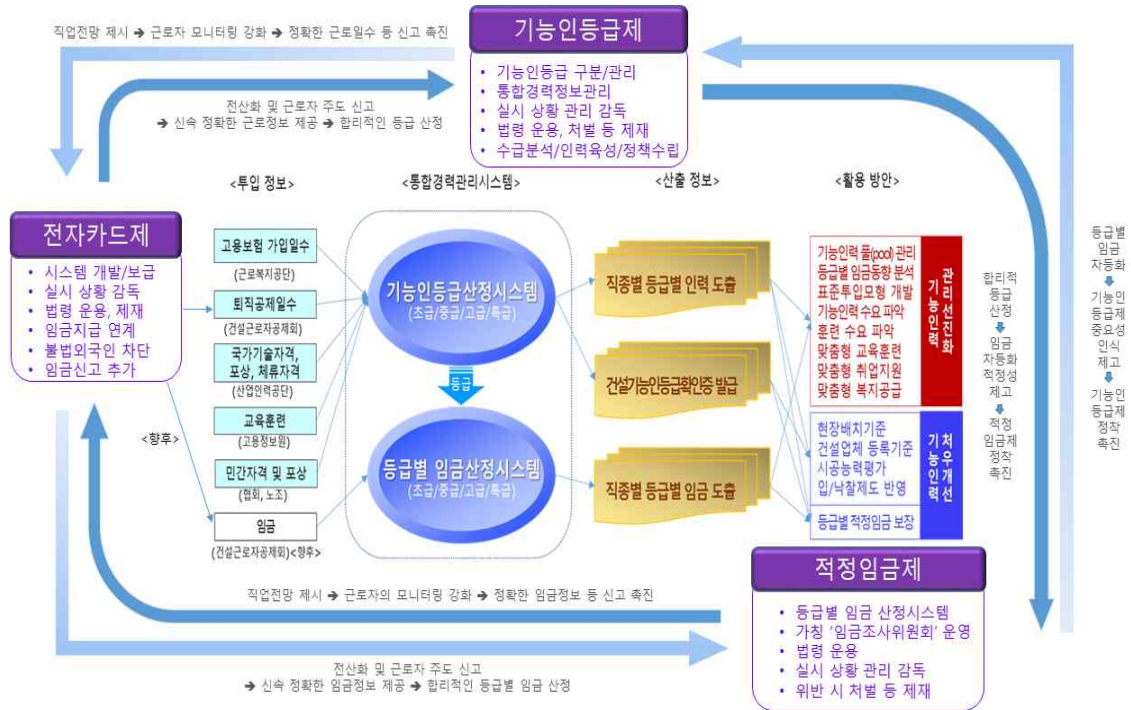 기능인등급제
• 기능인등급 구분/관리
• 통합경력정보관리
• 실시 상황 관리 감독
• 법령 운용, 처벌 등 제재
• 수급분석/인력육성/정책수립
직업전망 제시 → 근로자 모니터링 강화 → 정확한 근로일수 등 신고 촉진
전산화 및 근로자 주도 신고
→ 신속 정확한 근로정보 제공 → 합리적인 등급 산정
<투입 정보>
<통합경력관리시스템>
<산출 정보>
<활용 방안>
전자카드제
• 시스템 개발/보급
• 실시 상황 감독
• 법령 운용, 제재
• 임금지급 연계
• 불법외국인 차단
• 임금신고 추가
<향후>
고용보험 가입일수
(근로복지공단)
퇴직공제일수
(건설근로자공제회)
국가기술자격,
포상, 체류자격
(산업인력공단)
교육훈련
(고용정보원)
민간자격 및 포상
(협회, 노조)
임금
(건설근로자공제회)<향후>
기능인등급산정시스템
(초급/중급/고급/특급)
등급
등급별 임금산정시스템
(초급/중급/고급/특급)
직종별 등급별 인력 도출
건설기능인등급확인증 발급
직종별 등급별 임금 도출
기능인력 풀(pool) 관리
등급별 임금동향 분석
표준투입모형 개발
기능인력 수요 파악
훈련 수요 파악
맞춤형 교육훈련
맞춤형 취업지원
맞춤형 복지공급
기능인력
관리선진화
현장배치기준
건설업체 등록기준
시공능력평가
입/낙찰제도 반영
등급별 적정임금 보장
기능인력
처우개선
합리적
등급
산정
임금
차등화
적정성
제고
적정
임금제
정착
촉진
등급별
임금
차등화
기능인
등급제
중요성
인식
제고
기능인
등급제
정착
촉진
적정임금제
• 등급별 임금 산정시스템
• 가칭 '임금조사위원회' 운영
• 법령 운용
• 실시 상황 관리 감독
• 위반 시 처벌 등 제재
직업전망 제시 → 근로자의 모니터링 강화 → 정확한 임금정보 등 신고 촉진
전산화 및 근로자 주도 신고
→ 신속 정확한 임금정보 제공 → 합리적인 등급별 임금 산정